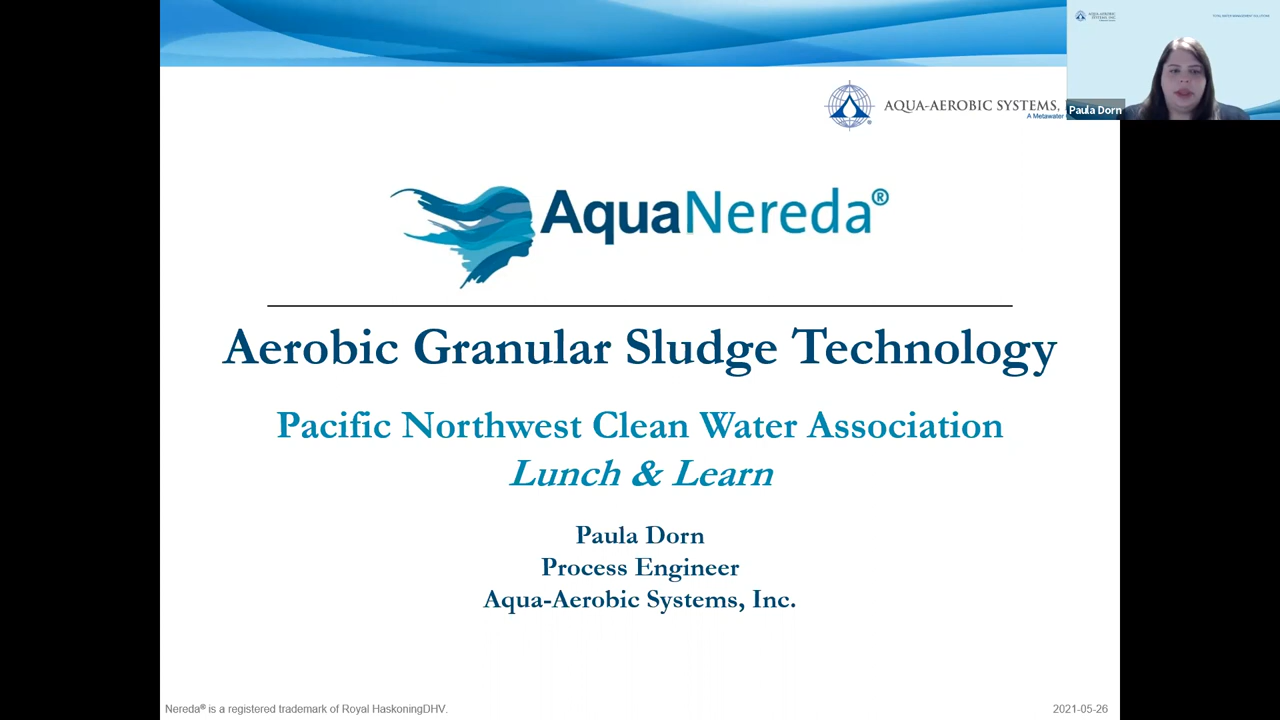 AQUA-AEROBIC SYSTEMS,
A Metawater
Paula Dorn
AquaNereda®
Aerobic Granular Sludge Technology
Pacific Northwest Clean Water Association
Lunch & Learn
Paula Dorn
Process Engineer
Aqua-Aerobic Systems, Inc.
Nereda® is a registered trademark of Royal HaskoningDHV.
2021-05-26